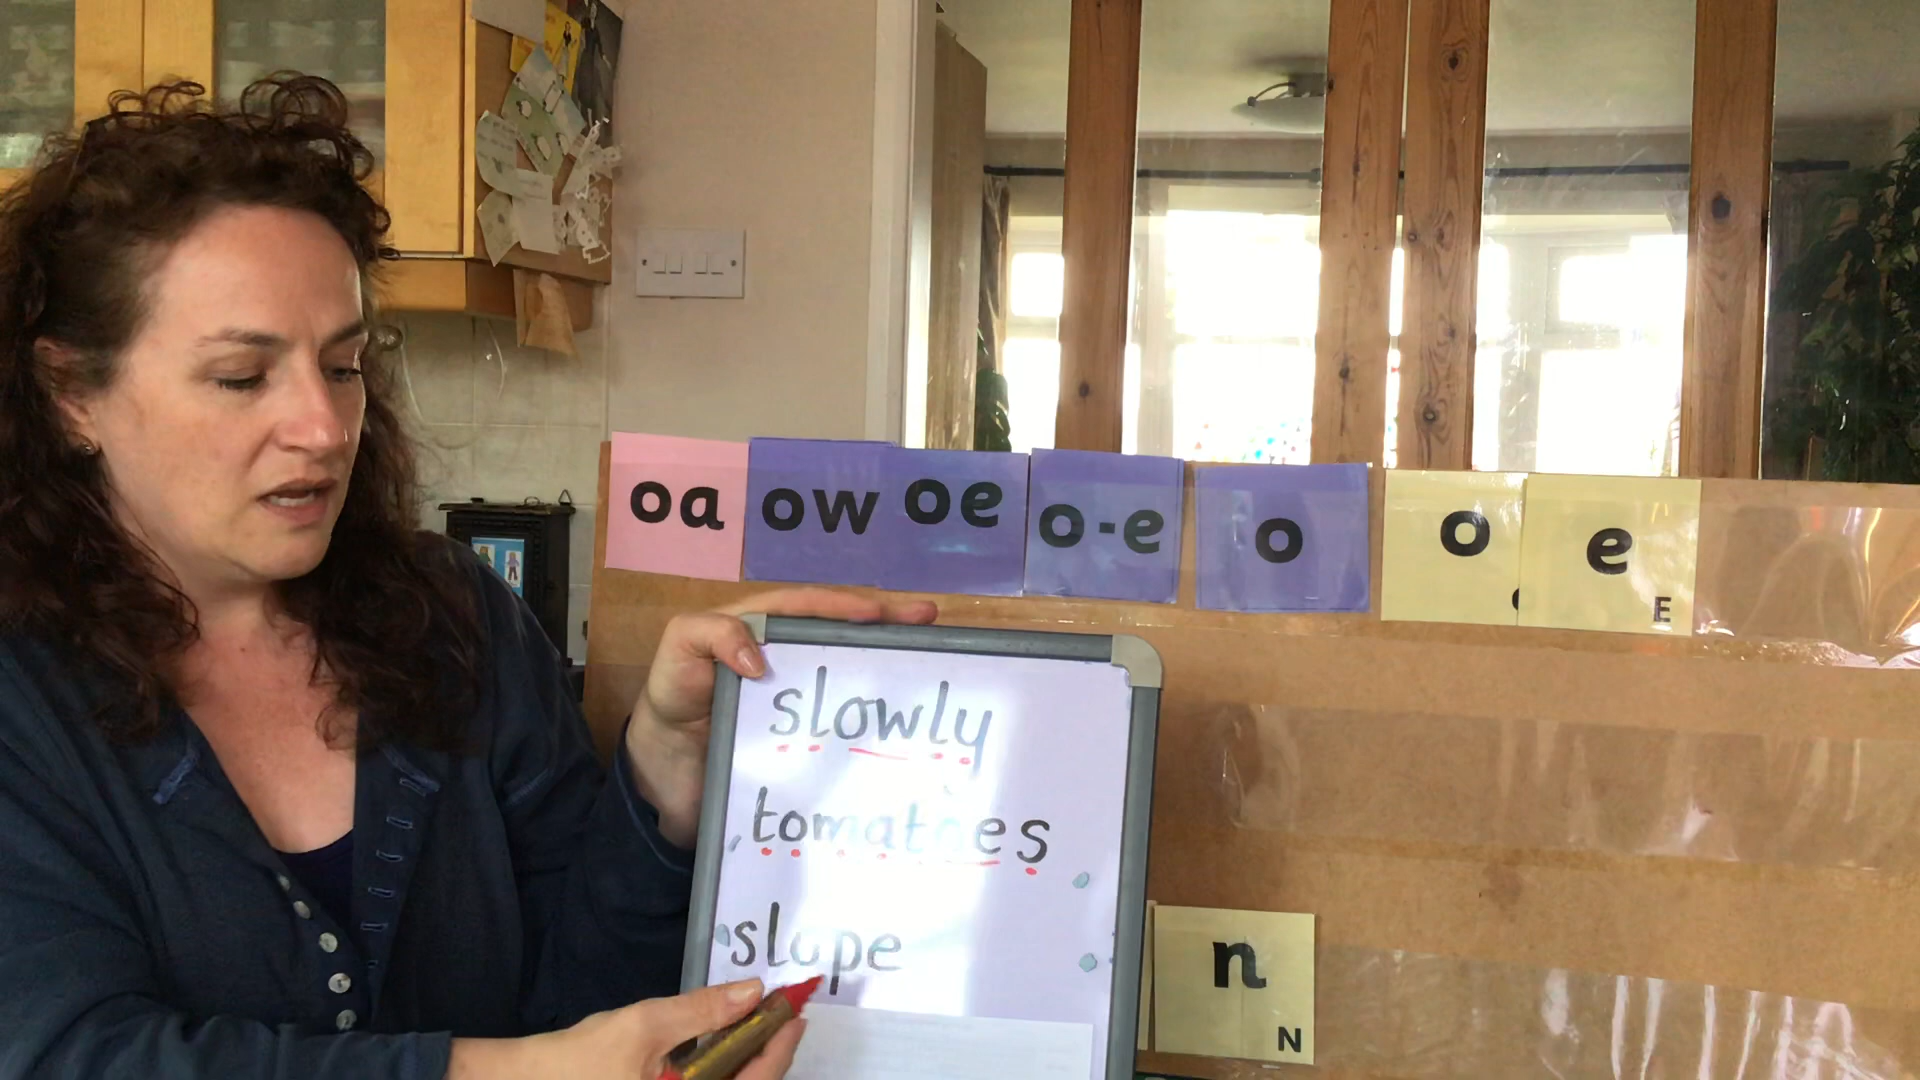 oa ow oe o-e o o e E
slowly
tomatoes
slope
n N